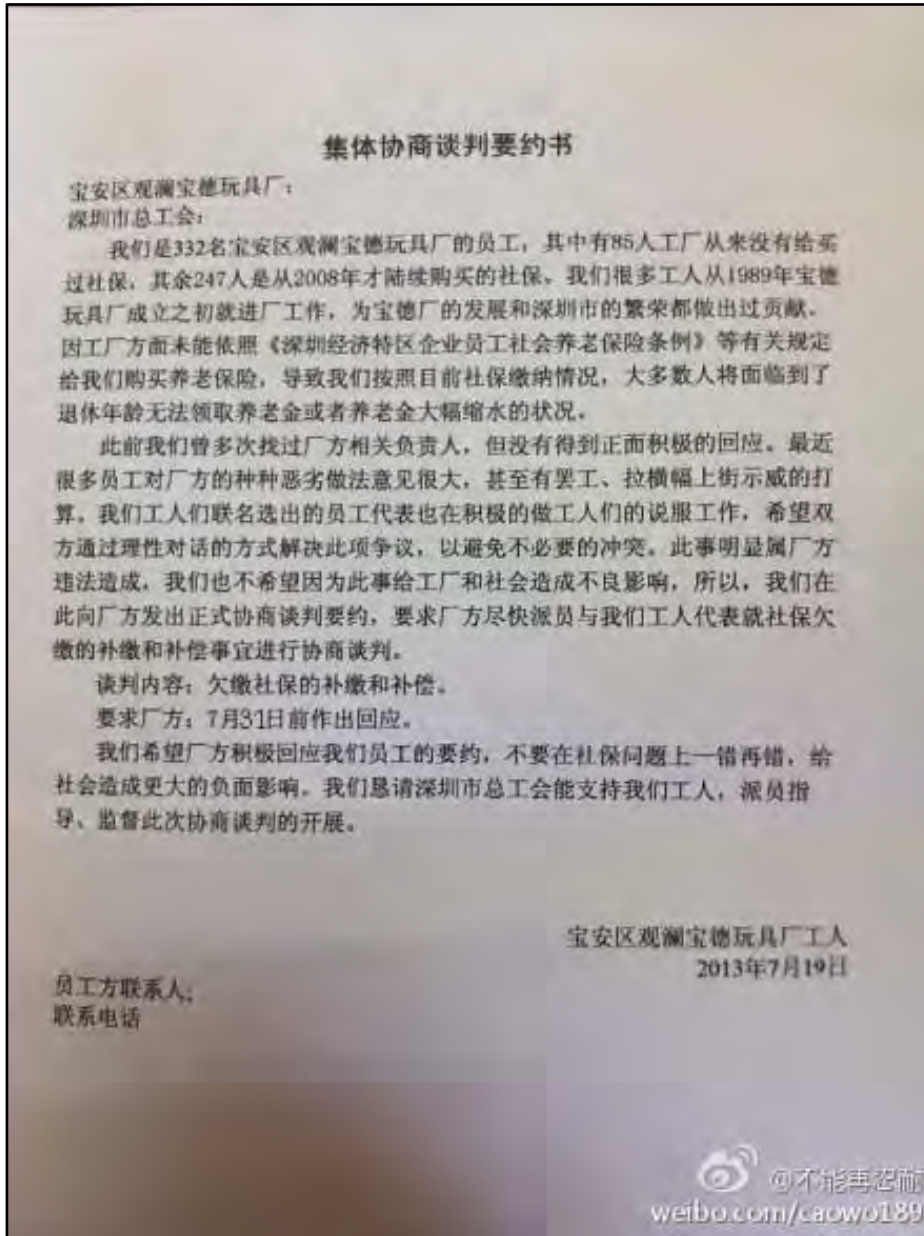 集体协商谈判要约书
宝安区观澜宝德玩具厂：
深圳市总工会：
我们是332名宝安区观澜宝德玩具厂的员工，其中有85人工厂从来没有给买
过社保，其余247人是从2008年才陆续购买的社保。我们很多工人从1989年宝德
玩具厂成立之初就进厂工作，为宝德厂的发展和深圳市的繁荣都做出过贡献。
因工厂方面未能依照《深圳经济特区企业员工社会养老保险条例》等有关规定
给我们购买养老保险，导致我们按照目前社保缴纳情况，大多数人将面临到了
退休年龄无法领取养老金或者养老金大幅缩水的状况。
此前我们曾多次找过厂方相关负责人，但没有得到正面积极的回应。最近
很多员工对厂方的种种恶劣做法意见很大，甚至有罢工、拉横幅上街示威的打
算。我们工人们联名选出的员工代表也在积极的做工人们的说服工作，希望双
方通过理性对话的方式解决此项争议，以避免不必要的冲突。此事明显属厂方
违法造成，我们也不希望因为此事给工厂和社会造成不良影响，所以，我们在
此向厂方发出正式协商谈判要约，要求厂方尽快派员与我们工人代表就社保欠
缴的补缴和补偿事宜进行协商谈判。
谈判内容：欠缴社保的补缴和补偿。
要求厂方：7月31日前作出回应。
我们希望厂方积极回应我们员工的要约，不要在社保问题上一错再错，给
社会造成更大的负面影响。我们恳请深圳市总工会能支持我们工人，派员指
导、监督此次协商谈判的开展。
宝安区观澜宝德玩具厂工人
2013年7月19日
员工方联系人：
联系电话
@不能再忍耐
weibo.com/caowo189